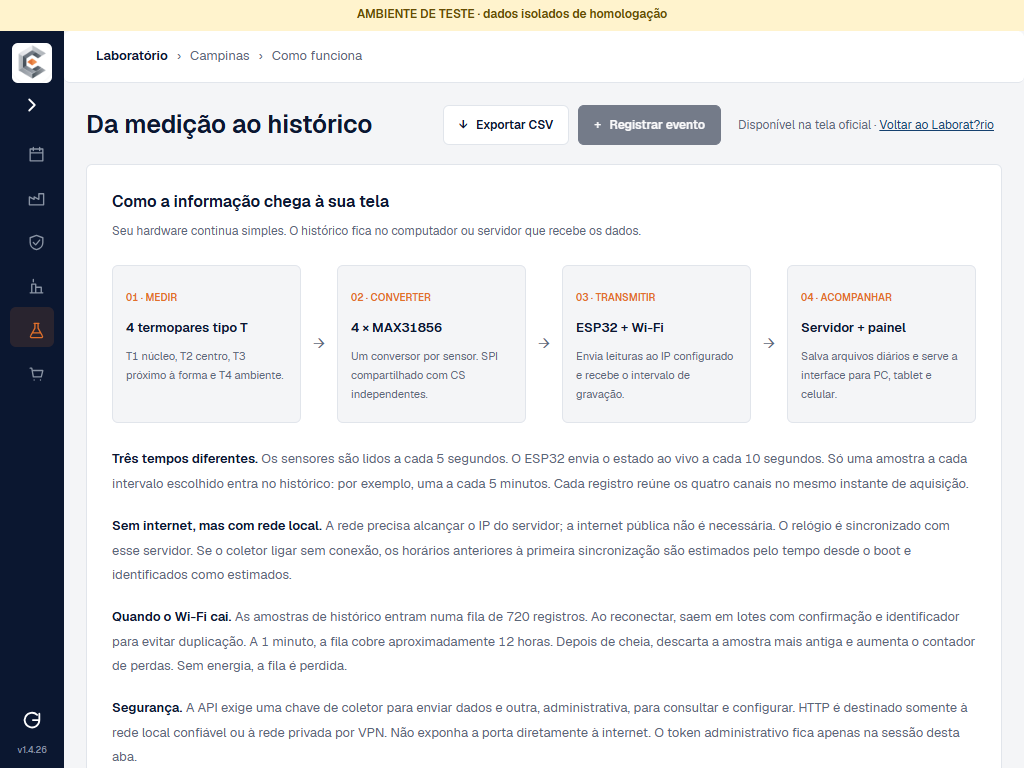 AMBIENTE DE TESTE · dados isolados de homologação
Laboratório › Campinas › Como funciona
Da medição ao histórico
↓ Exportar CSV
+ Registrar evento
Disponível na tela oficial · Voltar ao Laborat?rio
Como a informação chega à sua tela
Seu hardware continua simples. O histórico fica no computador ou servidor que recebe os dados.
01 · MEDIR
4 termopares tipo T
T1 núcleo, T2 centro, T3
próximo à forma e T4 ambiente.
→
02 · CONVERTER
4 × MAX31856
Um conversor por sensor. SPI
compartilhado com CS
independentes.
→
03 · TRANSMITIR
ESP32 + Wi-Fi
Envia leituras ao IP configurado
e recebe o intervalo de
gravação.
→
04 · ACOMPANHAR
Servidor + painel
Salva arquivos diários e serve a
interface para PC, tablet e
celular.
Três tempos diferentes. Os sensores são lidos a cada 5 segundos. O ESP32 envia o estado ao vivo a cada 10 segundos. Só uma amostra a cada
intervalo escolhido entra no histórico: por exemplo, uma a cada 5 minutos. Cada registro reúne os quatro canais no mesmo instante de aquisição.
Sem internet, mas com rede local. A rede precisa alcançar o IP do servidor; a internet pública não é necessária. O relógio é sincronizado com
esse servidor. Se o coletor ligar sem conexão, os horários anteriores à primeira sincronização são estimados pelo tempo desde o boot e
identificados como estimados.
Quando o Wi-Fi cai. As amostras de histórico entram numa fila de 720 registros. Ao reconectar, saem em lotes com confirmação e identificador
para evitar duplicação. A 1 minuto, a fila cobre aproximadamente 12 horas. Depois de cheia, descarta a amostra mais antiga e aumenta o contador
de perdas. Sem energia, a fila é perdida.
Segurança. A API exige uma chave de coletor para enviar dados e outra, administrativa, para consultar e configurar. HTTP é destinado somente à
rede local confiável ou à rede privada por VPN. Não exponha a porta diretamente à internet. O token administrativo fica apenas na sessão desta
aba.
v1.4.26